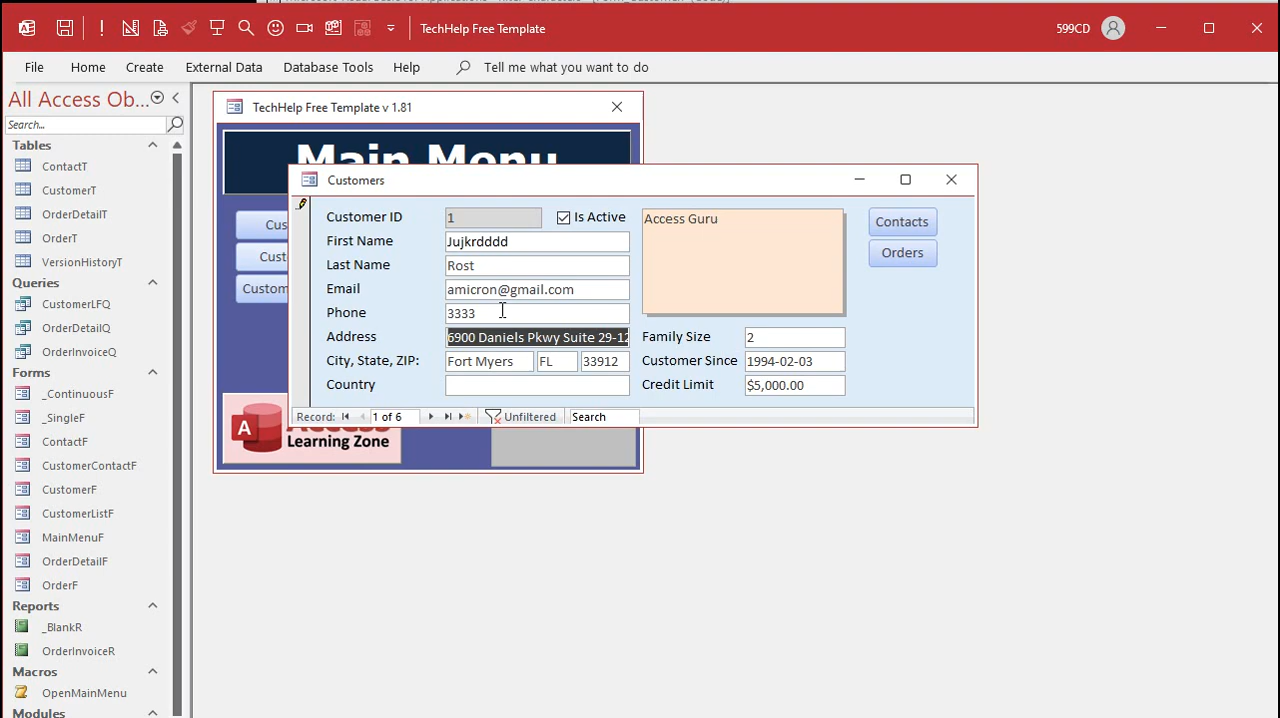 TechHelp Free Template
599CD
File Home Create External Data Database Tools Help Tell me what you want to do
All Access Ob...
Search...
Tables
ContactT
CustomerT
OrderDetailT
OrderT
VersionHistoryT
Queries
CustomerLFQ
OrderDetailQ
OrderInvoiceQ
Forms
_ContinuousF
_SingleF
ContactF
CustomerContactF
CustomerF
CustomerListF
MainMenuF
OrderDetailF
OrderF
Reports
_BlankR
OrderInvoiceR
Macros
OpenMainMenu
Modules
TechHelp Free Template v 1.81
Main Menu
Cus
Custo
Custom
A
Learning Zone
Customers
Customer ID 1 Is Active
First Name Jujkrdddd
Last Name Rost
Email amicron@gmail.com
Phone 3333
Address 6900 Daniels Pkwy Suite 29-12
City, State, ZIP: Fort Myers FL 33912
Country
Access Guru
Family Size 2
Customer Since 1994-02-03
Credit Limit $5,000.00
Contacts
Orders
Record: 1 of 6 Unfiltered Search